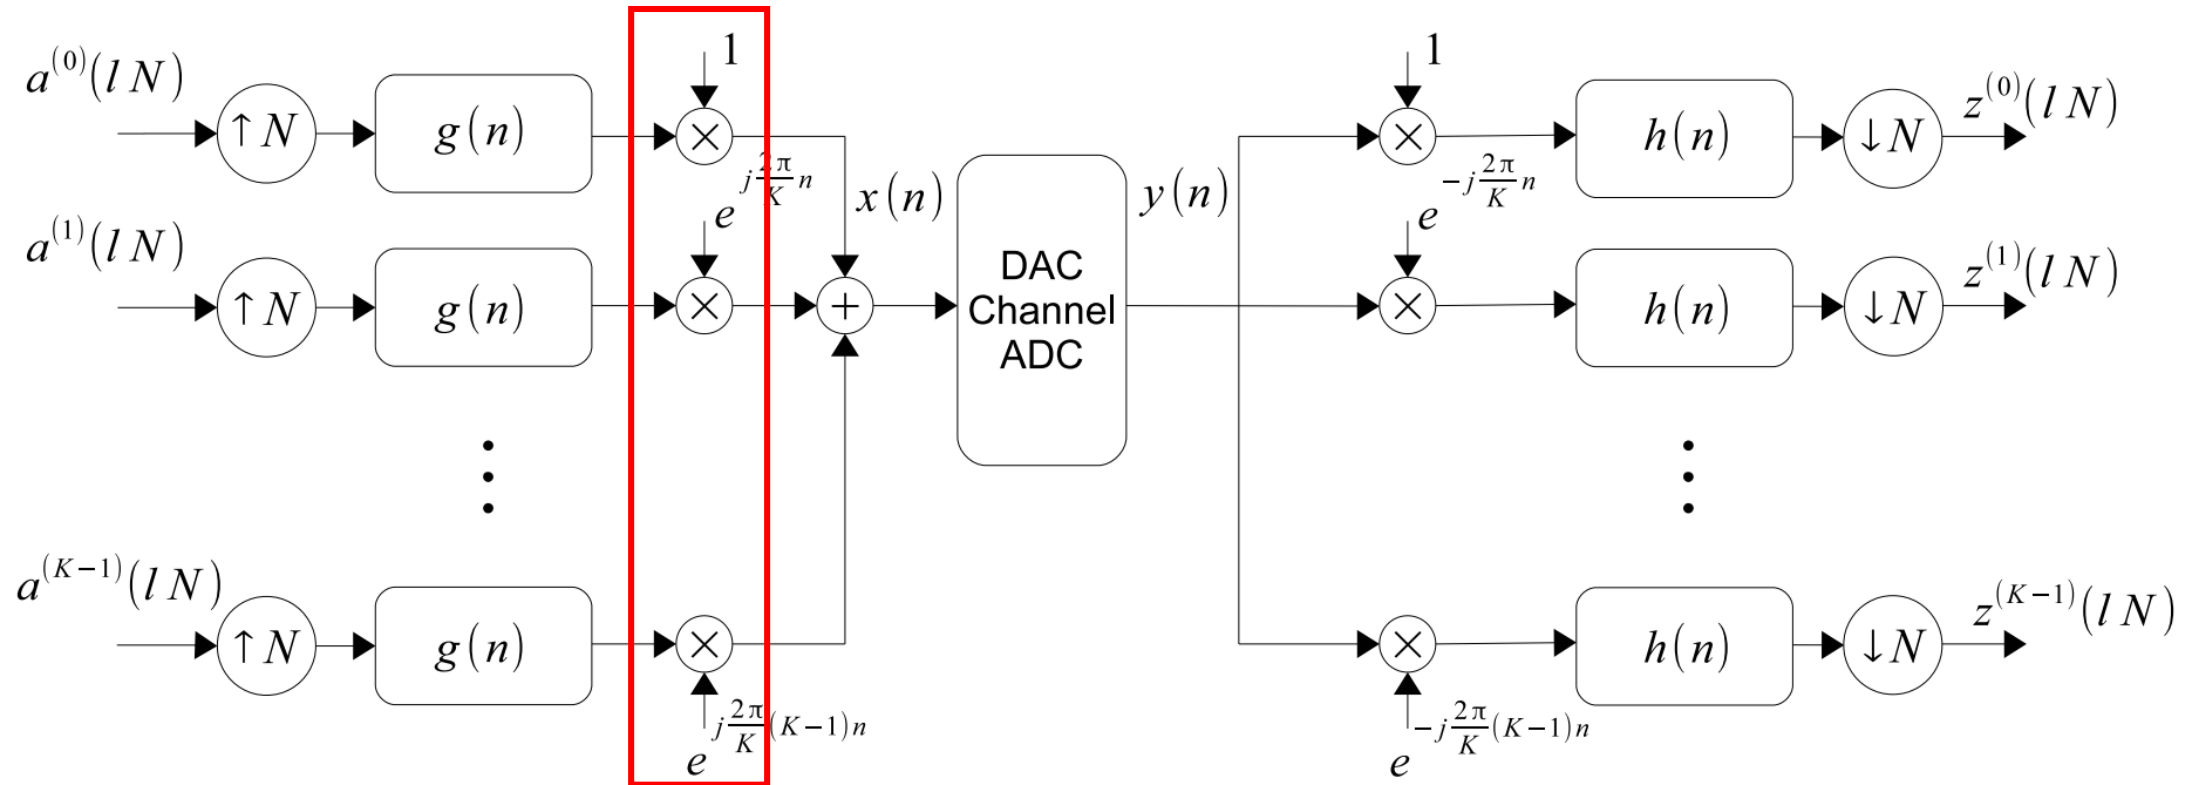 a^(0)(l N)
↑N
g(n)
1
×
e^{j 2π/K n}
x(n)
a^(1)(l N)
↑N
g(n)
×
+
DAC
Channel
ADC
y(n)
1
×
h(n)
↓N
z^(0)(l N)
e^{-j 2π/K n}
×
h(n)
↓N
z^(1)(l N)
a^(K−1)(l N)
↑N
g(n)
×
e^{j 2π/K (K−1)n}
×
e^{-j 2π/K (K−1)n}
h(n)
↓N
z^(K−1)(l N)